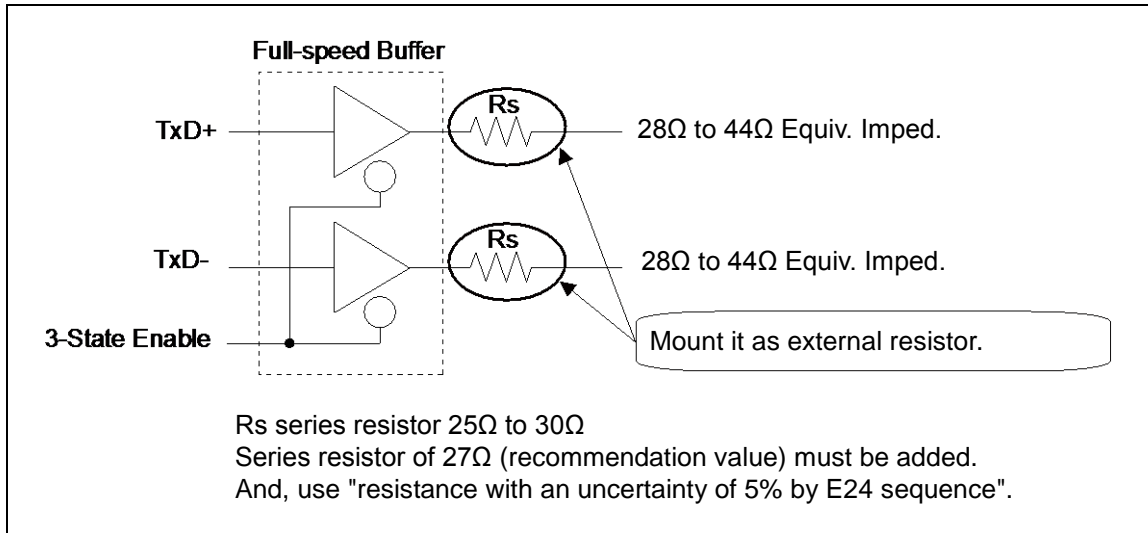 Full-speed Buffer
Rs
TxD+
28Ω to 44Ω Equiv. Imped.
Rs
TxD-
28Ω to 44Ω Equiv. Imped.
3-State Enable
Mount it as external resistor.
Rs series resistor 25Ω to 30Ω
Series resistor of 27Ω (recommendation value) must be added.
And, use "resistance with an uncertainty of 5% by E24 sequence".